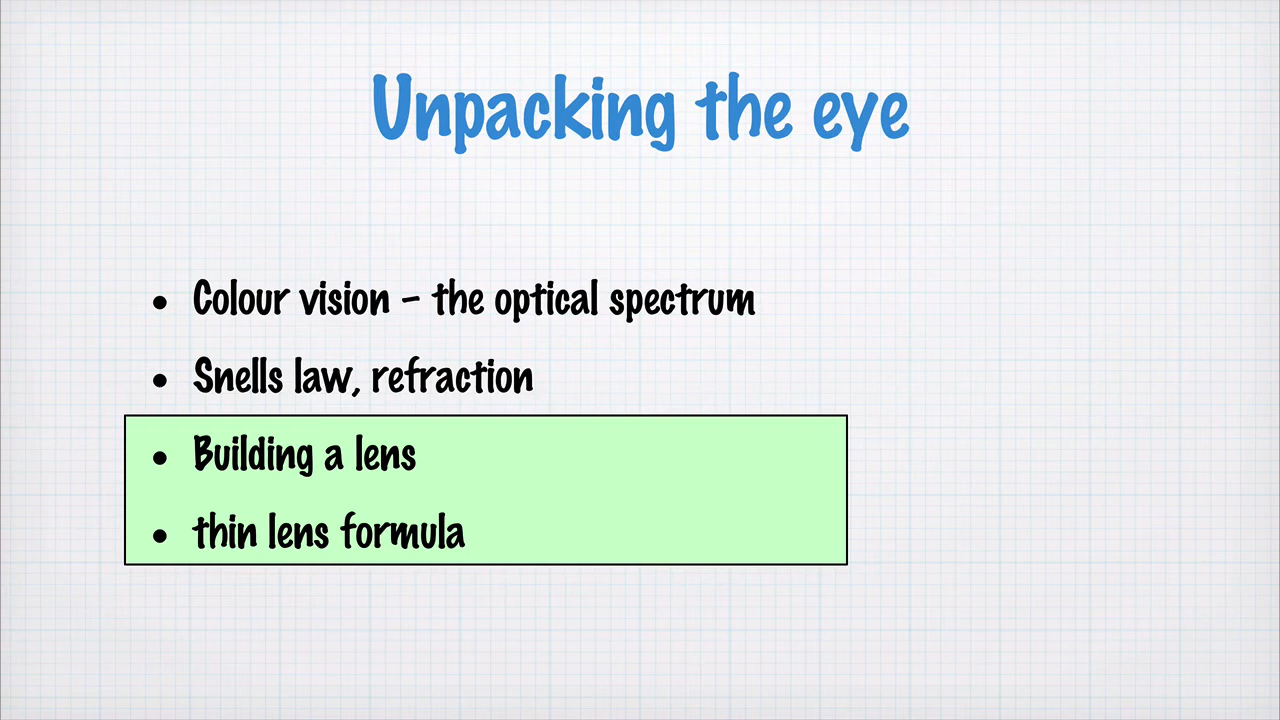 Unpacking the eye
• Colour vision – the optical spectrum
• Snells law, refraction
• Building a lens
• thin lens formula